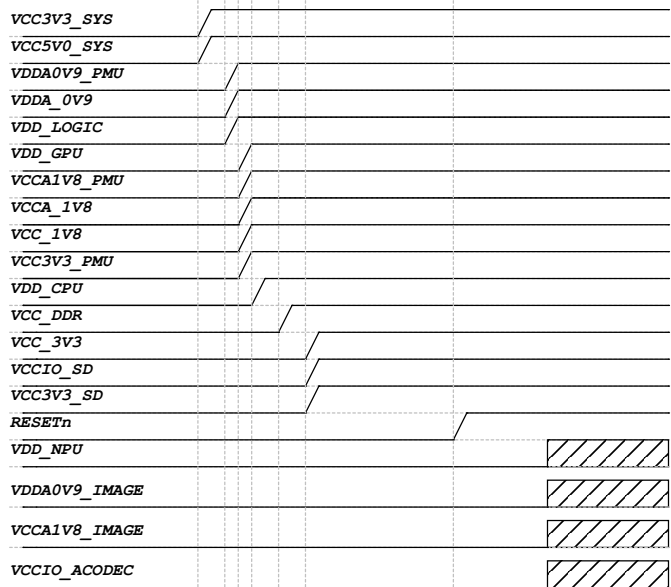 VCC3V3_SYS
VCC5V0_SYS
VDDA0V9_PMU
VDDA_0V9
VDD_LOGIC
VDD_GPU
VCCA1V8_PMU
VCCA_1V8
VCC_1V8
VCC3V3_PMU
VDD_CPU
VCC_DDR
VCC_3V3
VCCIO_SD
VCC3V3_SD
RESETn
VDD_NPU
VDDA0V9_IMAGE
VCCA1V8_IMAGE
VCCIO_ACODEC